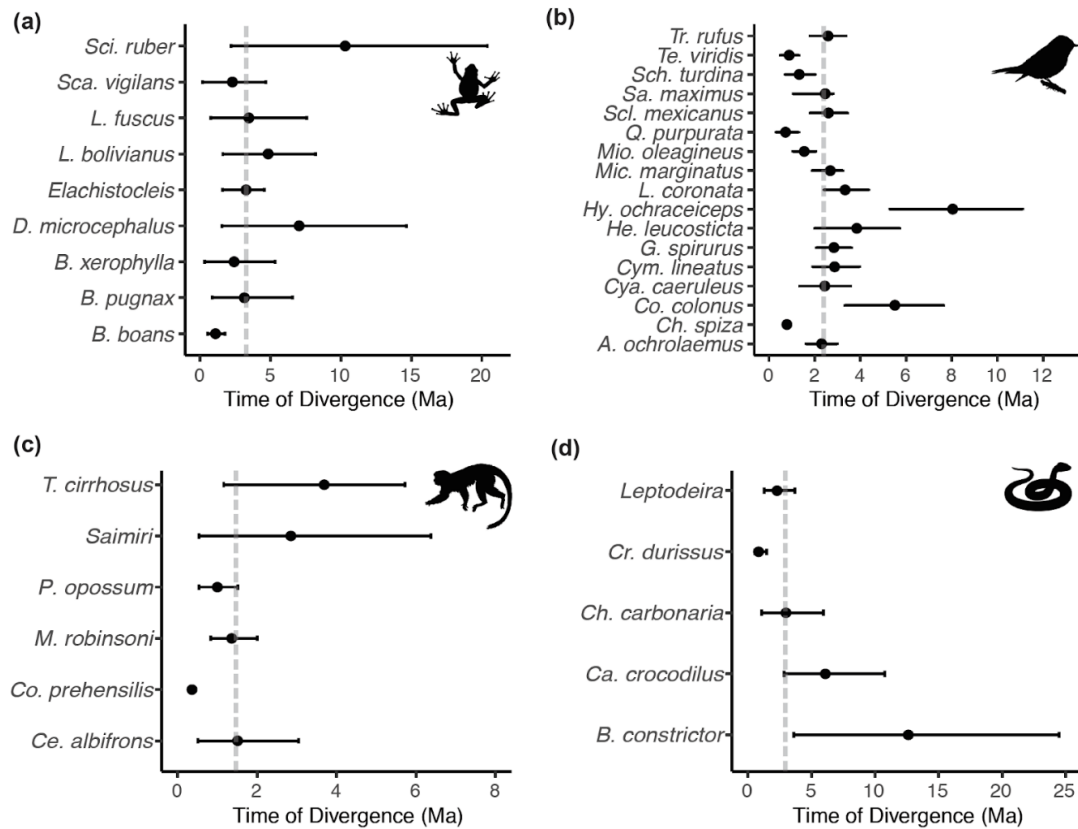 (a)
Sci. ruber
Sca. vigilans
L. fuscus
L. bolivianus
Elachistocleis
D. microcephalus
B. xerophylla
B. pugnax
B. boans
0 5 10 15 20
Time of Divergence (Ma)
(b)
Tr. rufus
Te. viridis
Sch. turdina
Sa. maximus
Scl. mexicanus
Q. purpurata
Mio. oleagineus
Mic. marginatus
L. coronata
Hy. ochraceiceps
He. leucosticta
G. spirurus
Cym. lineatus
Cya. caeruleus
Co. colonus
Ch. spiza
A. ochrolaemus
0 2 4 6 8 10 12
Time of Divergence (Ma)
(c)
T. cirrhosus
Saimiri
P. opossum
M. robinsoni
Co. prehensilis
Ce. albifrons
0 2 4 6 8
Time of Divergence (Ma)
(d)
Leptodeira
Cr. durissus
Ch. carbonaria
Ca. crocodilus
B. constrictor
0 5 10 15 20 25
Time of Divergence (Ma)